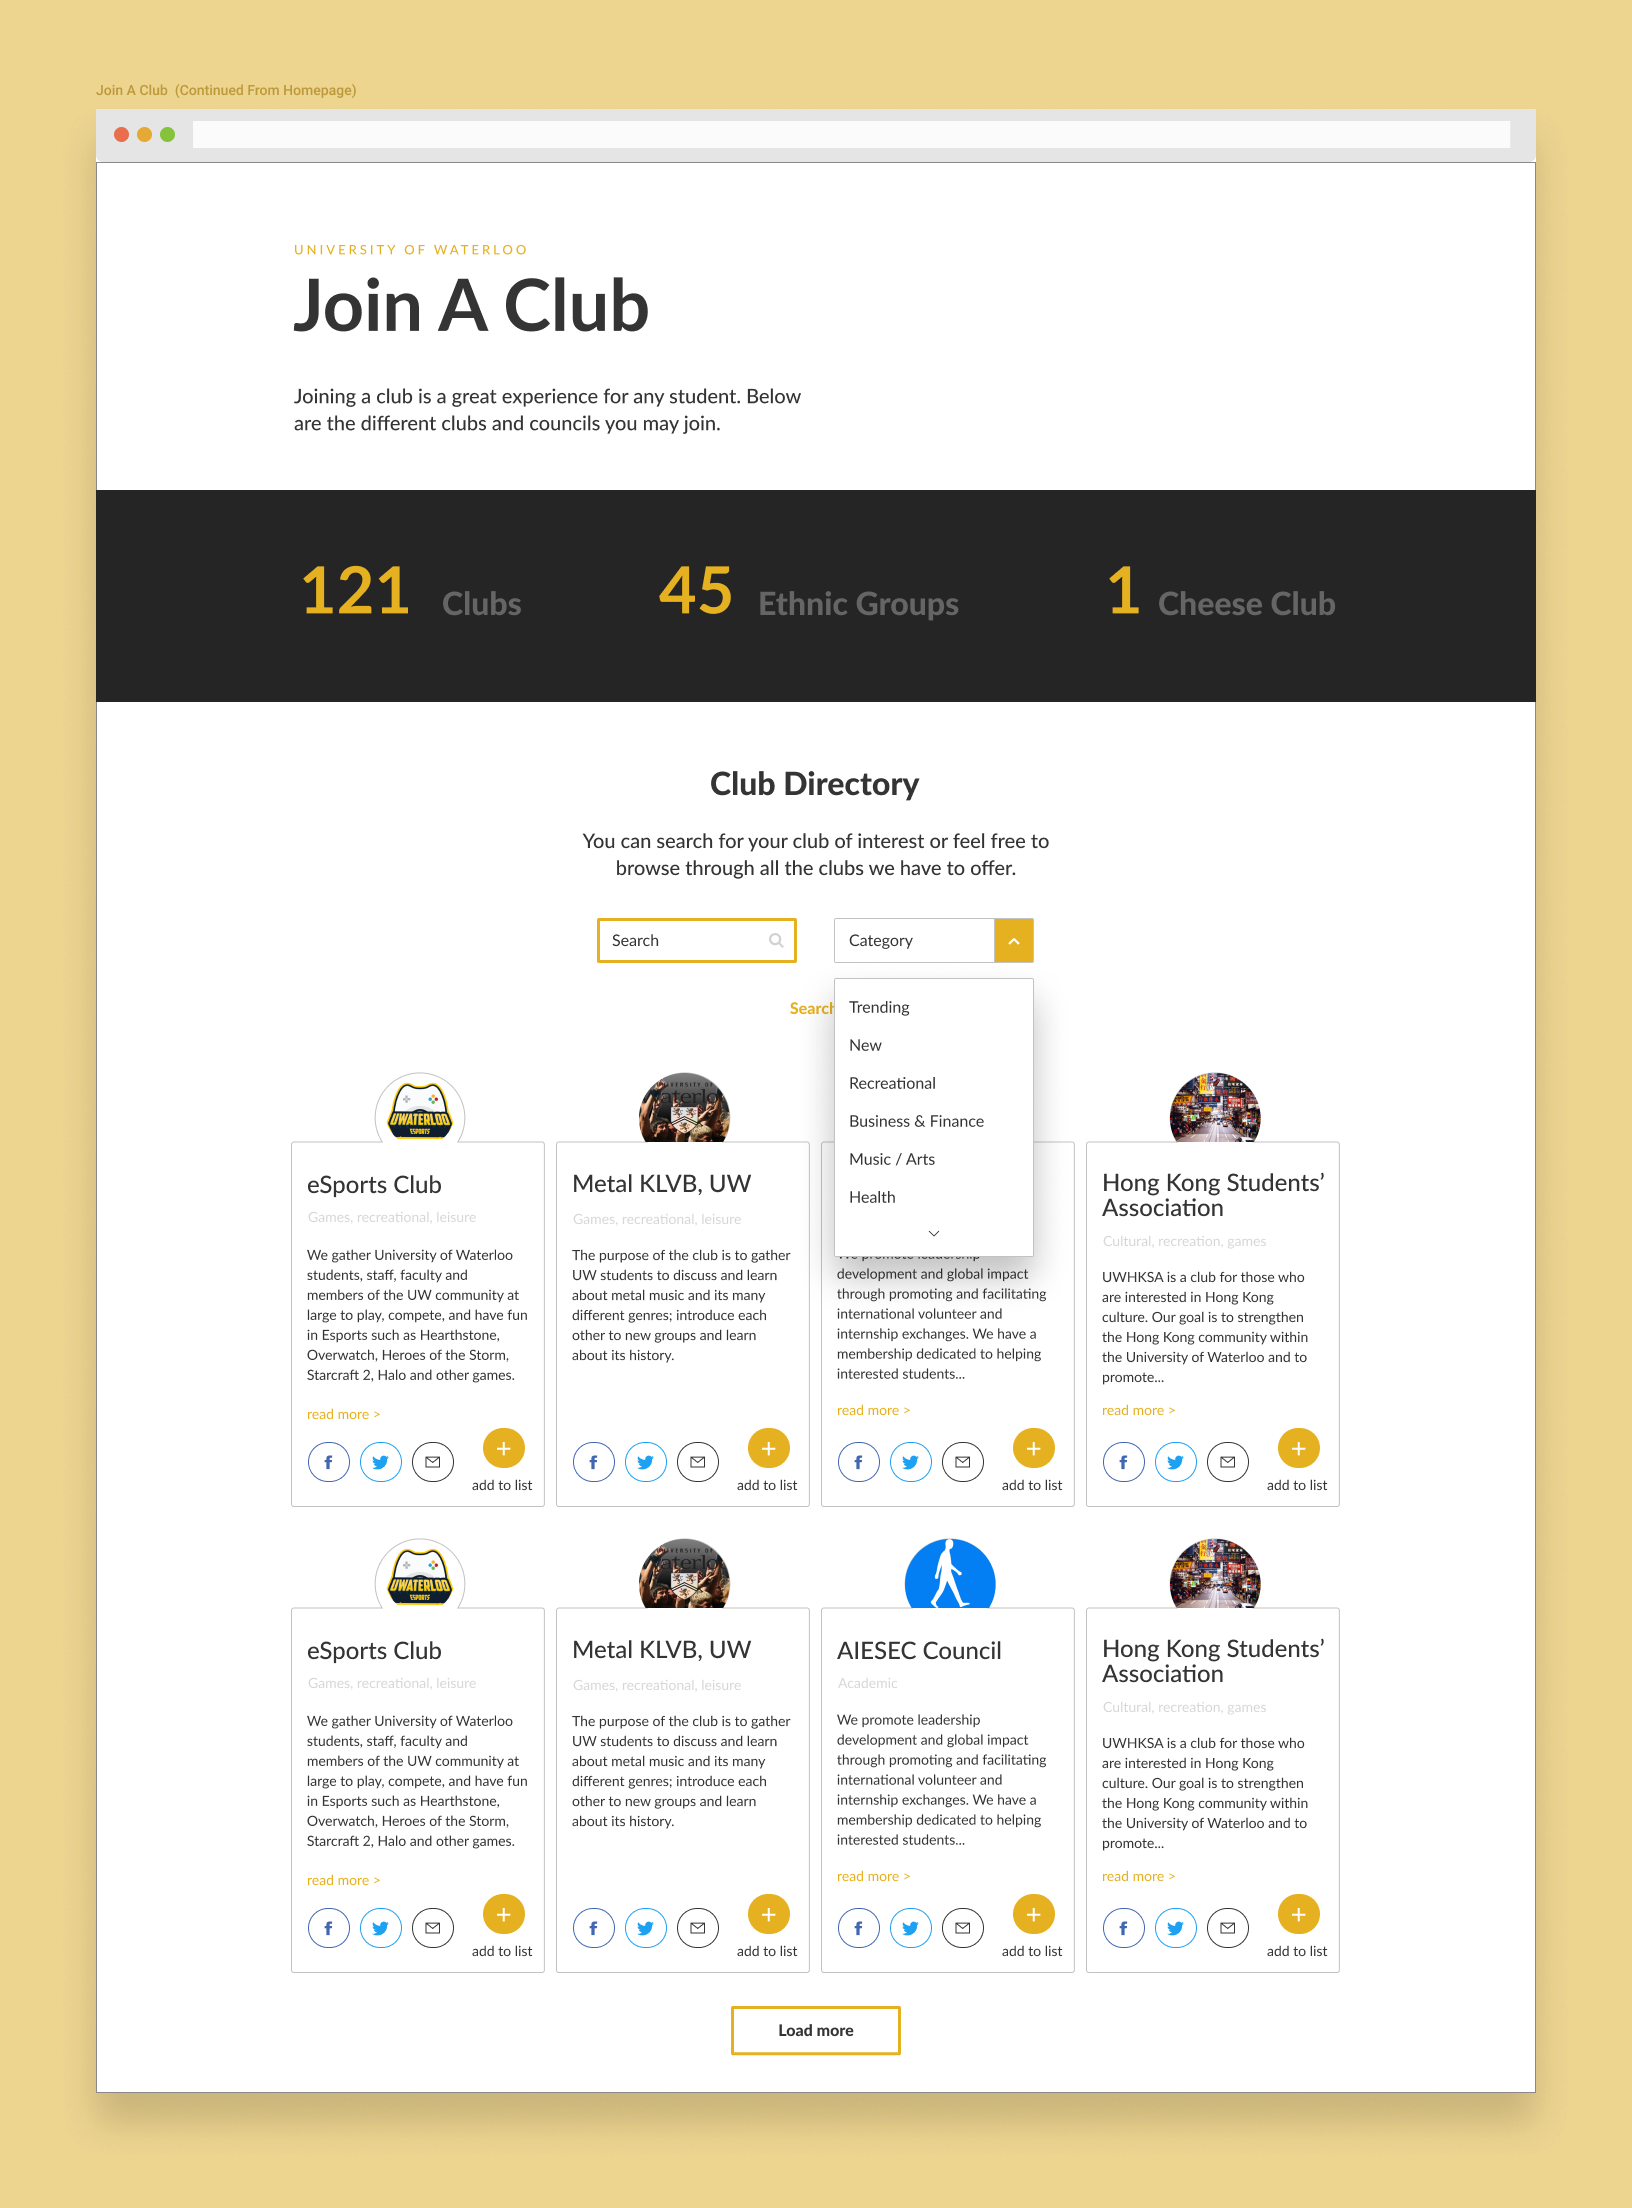 Join A Club (Continued From Homepage)
UNIVERSITY OF WATERLOO
Join A Club
Joining a club is a great experience for any student. Below
are the different clubs and councils you may join.
121 Clubs
45 Ethnic Groups
1 Cheese Club
Club Directory
You can search for your club of interest or feel free to
browse through all the clubs we have to offer.
Search
Category
Search
Trending
New
Recreational
Business & Finance
Music / Arts
Health
UWATERLOO
ESPORTS
eSports Club
Games, recreational, leisure
We gather University of Waterloo
students, staff, faculty and
members of the UW community at
large to play, compete, and have fun
in Esports such as Hearthstone,
Overwatch, Heroes of the Storm,
Starcraft 2, Halo and other games.
read more >
add to list
Metal KLVB, UW
Games, recreational, leisure
The purpose of the club is to gather
UW students to discuss and learn
about metal music and its many
different genres; introduce each
other to new groups and learn
about its history.
add to list
We promote leadership
development and global impact
through promoting and facilitating
international volunteer and
internship exchanges. We have a
membership dedicated to helping
interested students...
read more >
add to list
Hong Kong Students’
Association
Cultural, recreation, games
UWHKSA is a club for those who
are interested in Hong Kong
culture. Our goal is to strengthen
the Hong Kong community within
the University of Waterloo and to
promote...
read more >
add to list
UWATERLOO
ESPORTS
eSports Club
Games, recreational, leisure
We gather University of Waterloo
students, staff, faculty and
members of the UW community at
large to play, compete, and have fun
in Esports such as Hearthstone,
Overwatch, Heroes of the Storm,
Starcraft 2, Halo and other games.
read more >
add to list
Metal KLVB, UW
Games, recreational, leisure
The purpose of the club is to gather
UW students to discuss and learn
about metal music and its many
different genres; introduce each
other to new groups and learn
about its history.
add to list
AIESEC Council
Academic
We promote leadership
development and global impact
through promoting and facilitating
international volunteer and
internship exchanges. We have a
membership dedicated to helping
interested students...
read more >
add to list
Hong Kong Students’
Association
Cultural, recreation, games
UWHKSA is a club for those who
are interested in Hong Kong
culture. Our goal is to strengthen
the Hong Kong community within
the University of Waterloo and to
promote...
read more >
add to list
Load more